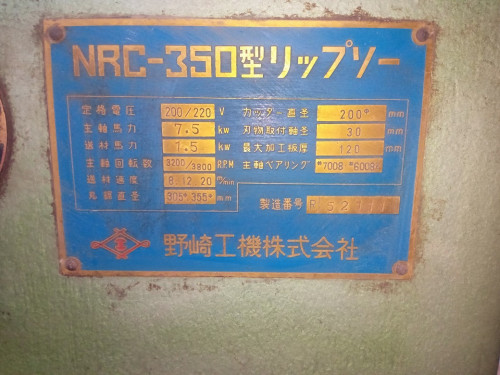 NRC-350型リップソー
定格電圧 200/220 V
主軸馬力 7.5 kw
送材馬力 1.5 kw
主軸回転数 3200/3800 RPM
送材速度 8-12-20 m/min
丸鋸直径 305φ 355φ m/m
カッター直径 200φ mm
刃物取付軸径 30 mm
最大加工板厚 120 mm
主軸ベアリング #7008 #6008
製造番号
野崎工機株式会社